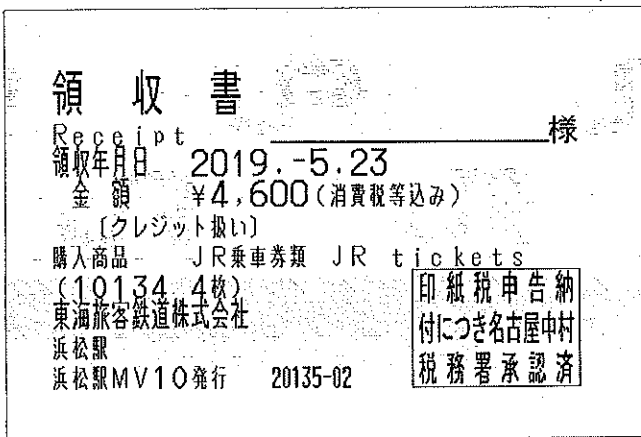 領収書
Receipt 様
領収年月日 2019.-5.23
金額 ¥4,600(消費税等込み)
〔クレジット扱い〕
購入商品 JR乗車券類 JR tickets
(10134 4枚)
東海旅客鉄道株式会社
浜松駅
浜松駅MV10発行 20135-02
印紙税申告納
付につき名古屋中村
税務署承認済